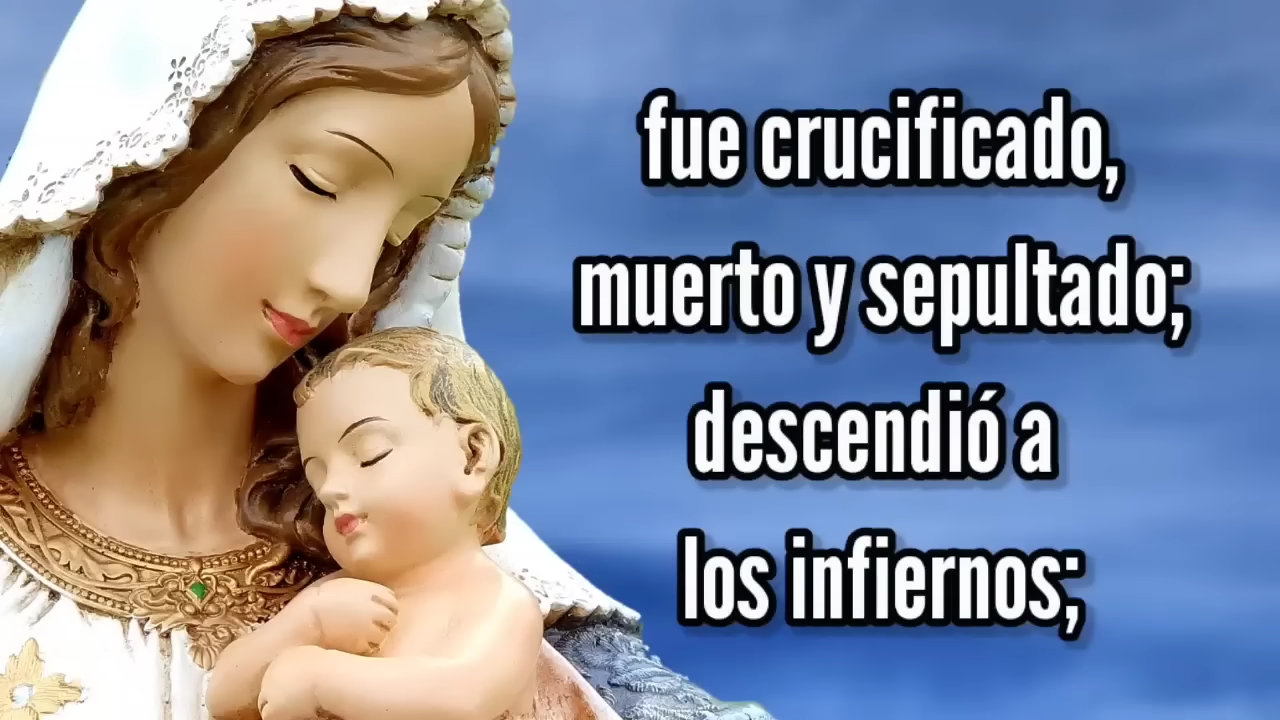 fue crucificado,
muerto y sepultado;
descendió a
los infiernos;